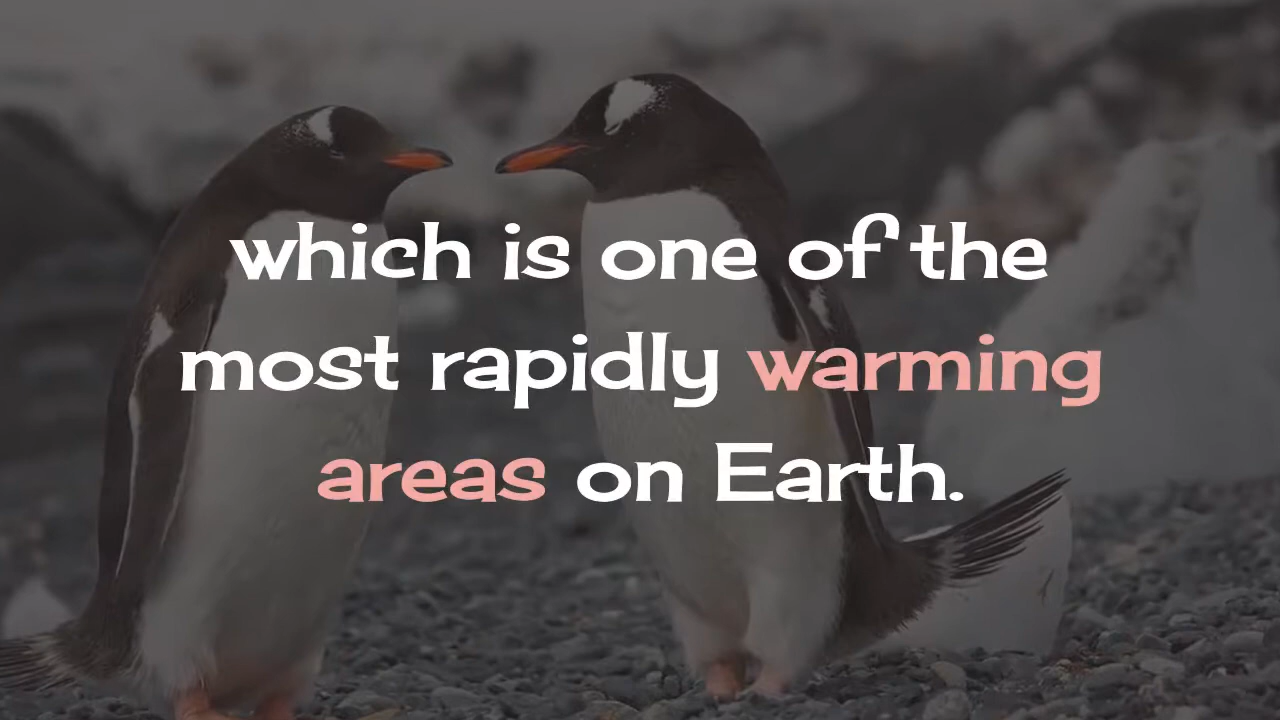 which is one of the
most rapidly warming
areas on Earth.